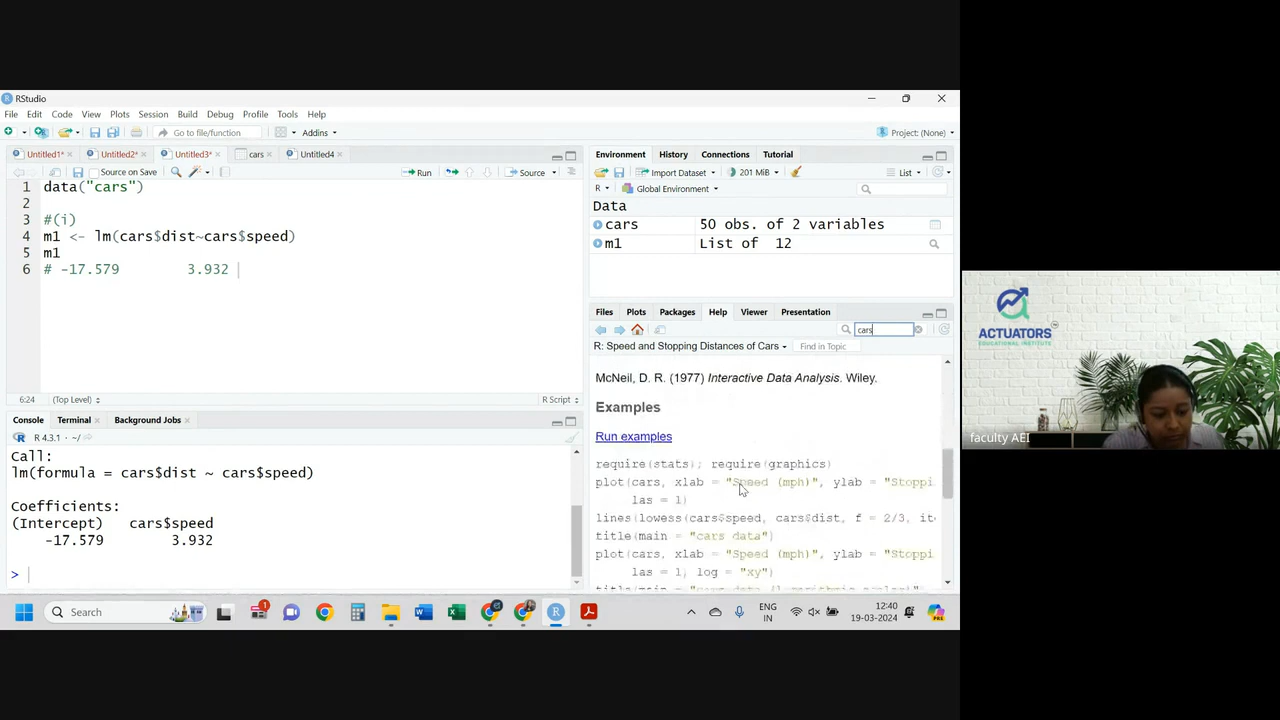 RStudio
File Edit Code View Plots Session Build Debug Profile Tools Help
Go to file/function Addins Project: (None)
Untitled1* Untitled2* Untitled3* cars Untitled4
Source on Save Run Source
1 data("cars")
2
3 #(i)
4 m1 <- lm(cars$dist~cars$speed)
5 m1
6 # -17.579 3.932
6:24 (Top Level) R Script
Console Terminal Background Jobs
R 4.3.1 · ~/
Call:
lm(formula = cars$dist ~ cars$speed)
Coefficients:
(Intercept) cars$speed
-17.579 3.932
>
Environment History Connections Tutorial
Import Dataset 201 MiB List
R Global Environment
Data
cars 50 obs. of 2 variables
m1 List of 12
Files Plots Packages Help Viewer Presentation
cars
R: Speed and Stopping Distances of Cars Find in Topic
McNeil, D. R. (1977) Interactive Data Analysis. Wiley.
Examples
Run examples
require(stats); require(graphics)
plot(cars, xlab = "Speed (mph)", ylab = "Stoppi
las = 1)
lines(lowess(cars$speed, cars$dist, f = 2/3, ite
title(main = "cars data")
plot(cars, xlab = "Speed (mph)", ylab = "Stoppi
las = 1, log = "xy")
ACTUATORS
EDUCATIONAL INSTITUTE
faculty AEI
Search
1
ENG
IN
12:40
19-03-2024